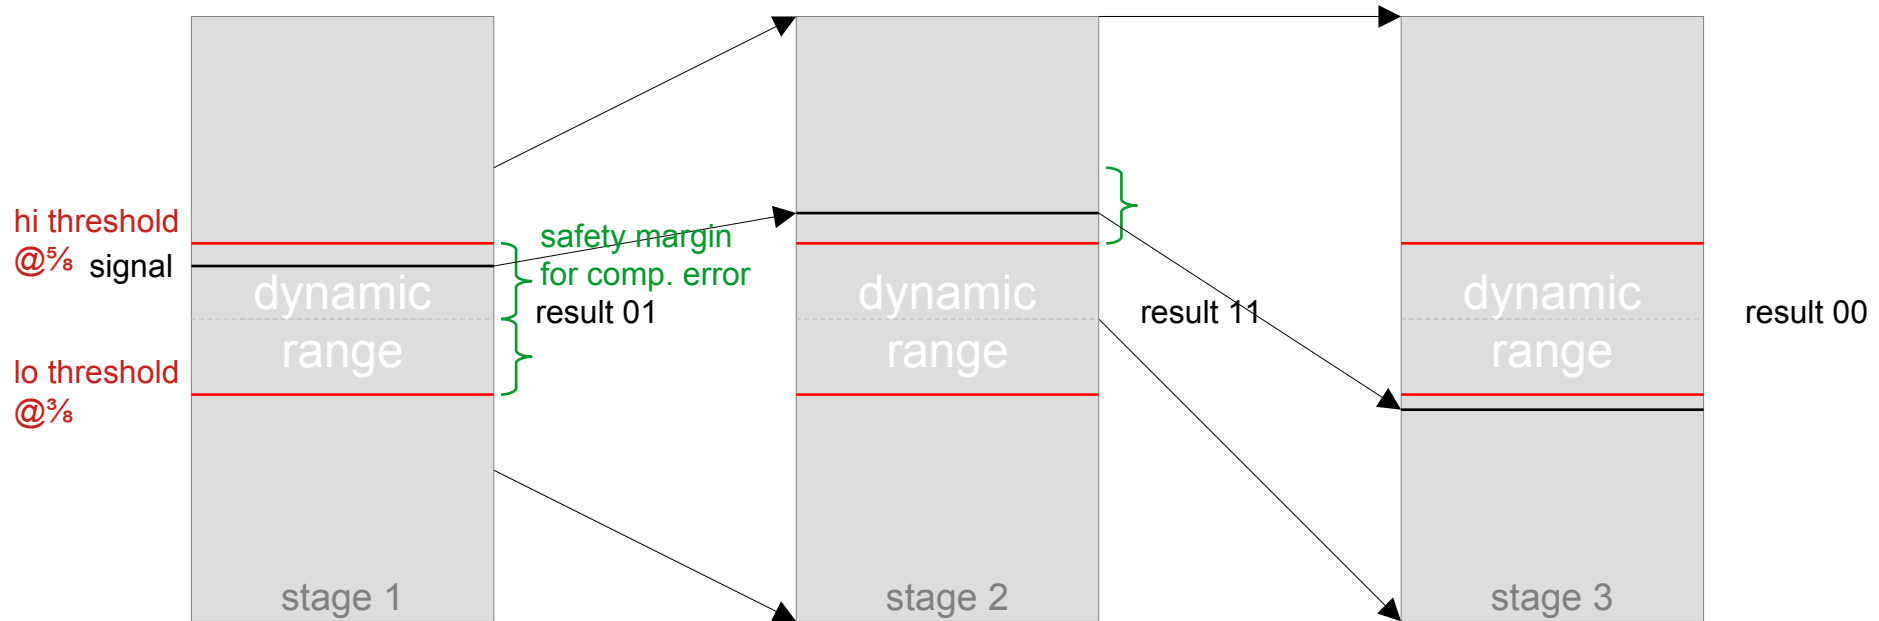 hi threshold
@⅝
signal
lo threshold
@⅜
dynamic
range
stage 1
safety margin
for comp. error
result 01
dynamic
range
stage 2
result 11
dynamic
range
stage 3
result 00